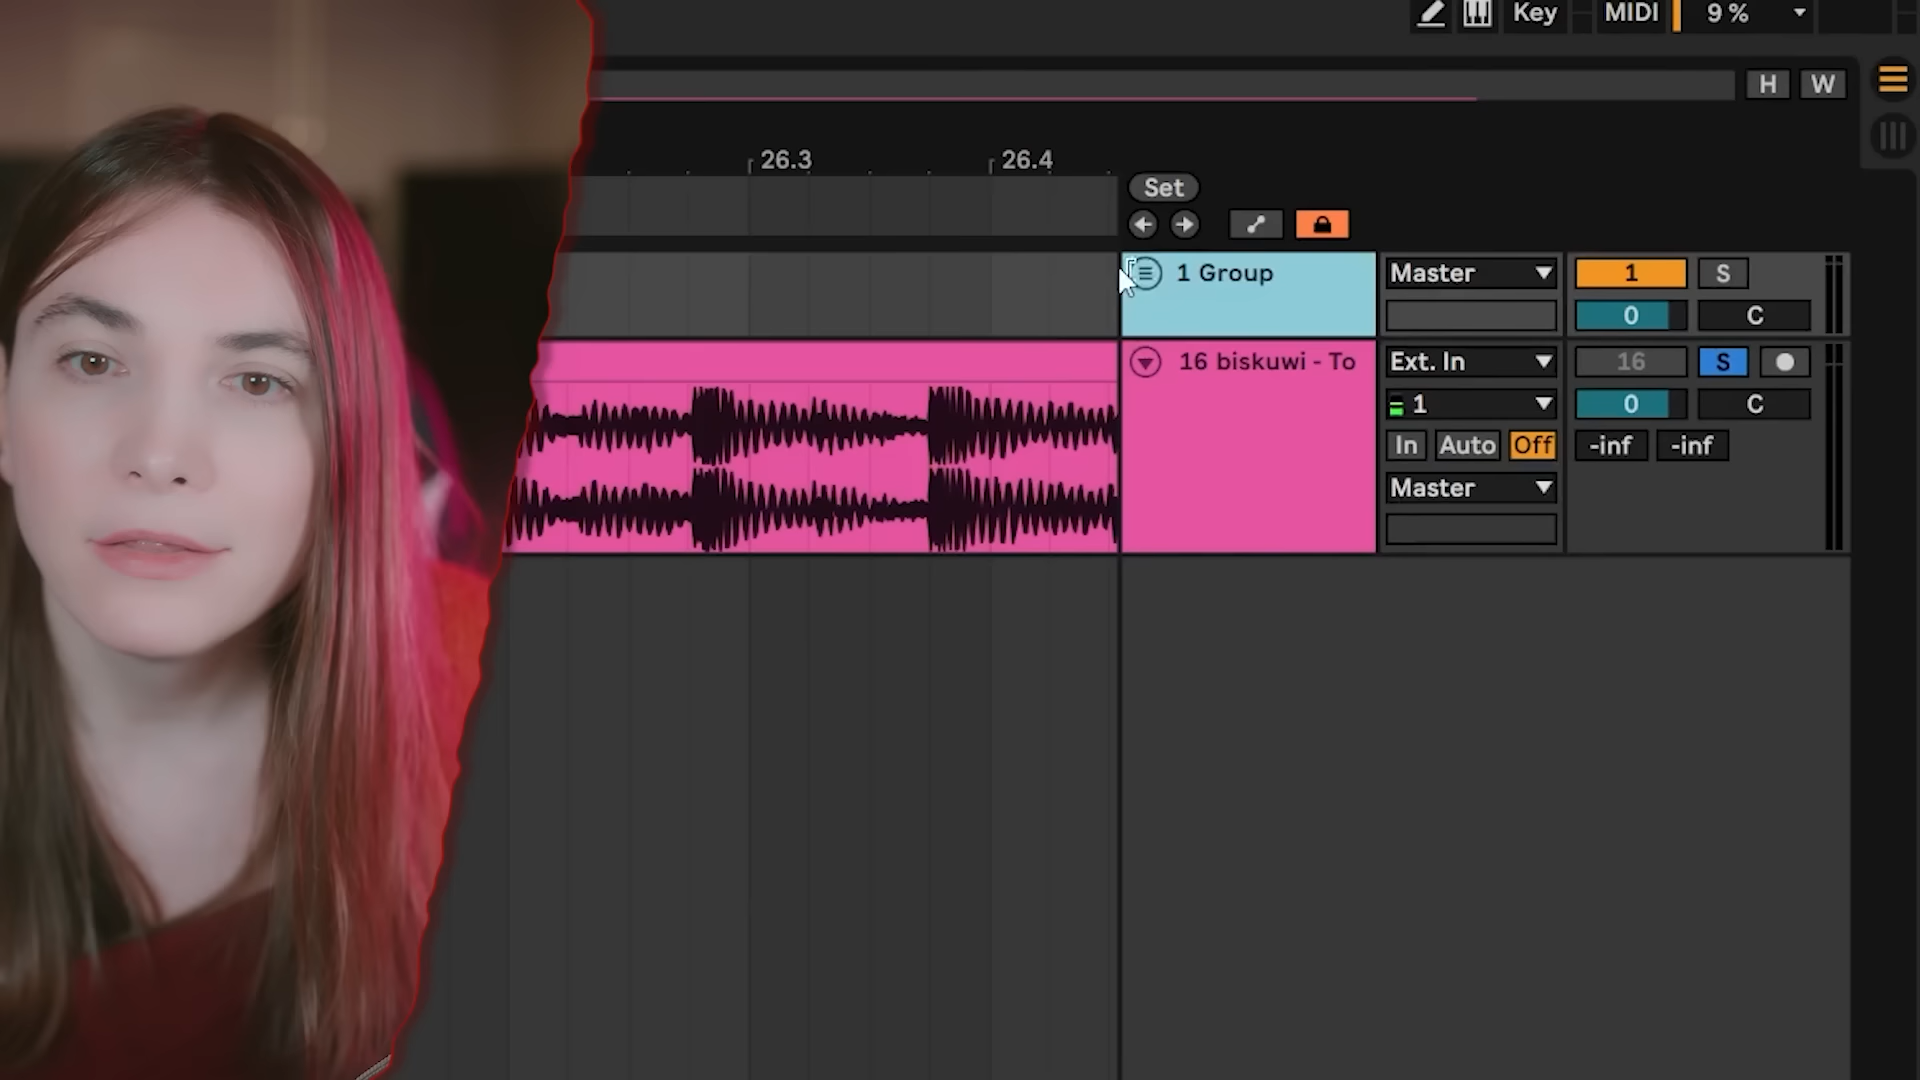 Key MIDI 9 %
H W
26.3 26.4
Set
1 Group Master 1 S
0 C
16 biskuwi - To Ext. In 16 S
1 0 C
In Auto Off -inf -inf
Master